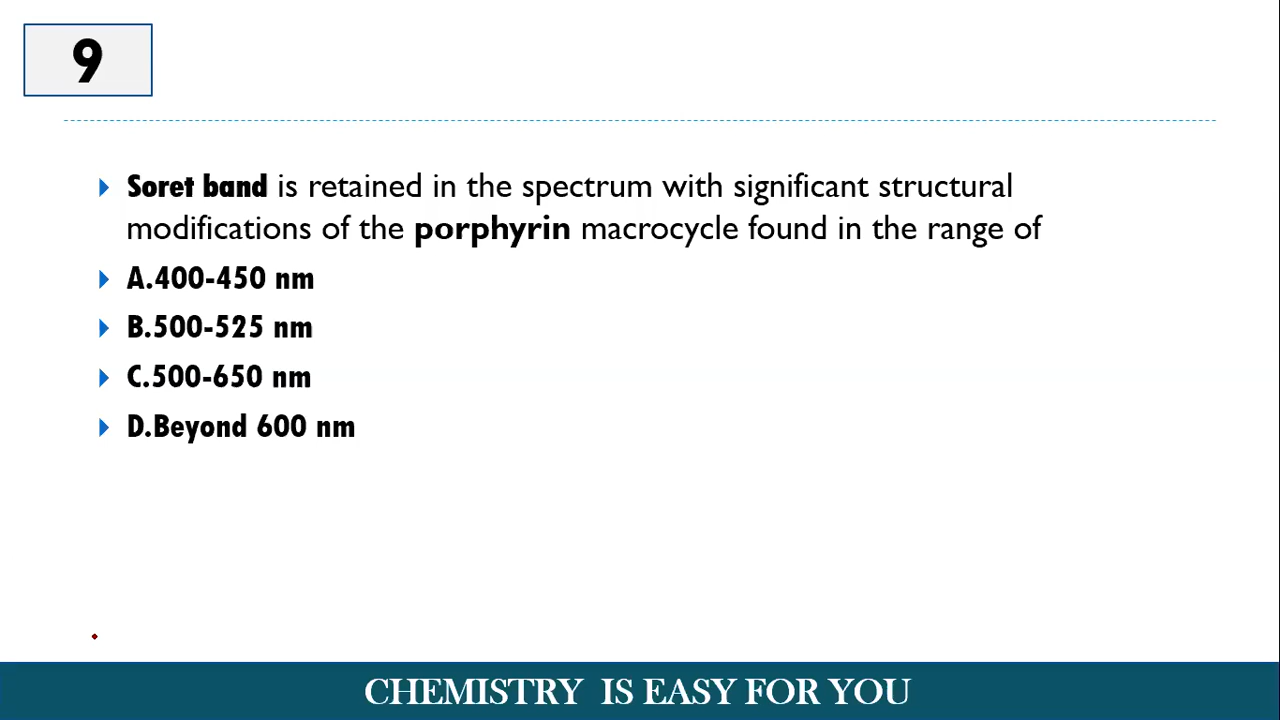 9
Soret band is retained in the spectrum with significant structural
modifications of the porphyrin macrocycle found in the range of
A.400-450 nm
B.500-525 nm
C.500-650 nm
D.Beyond 600 nm
CHEMISTRY IS EASY FOR YOU